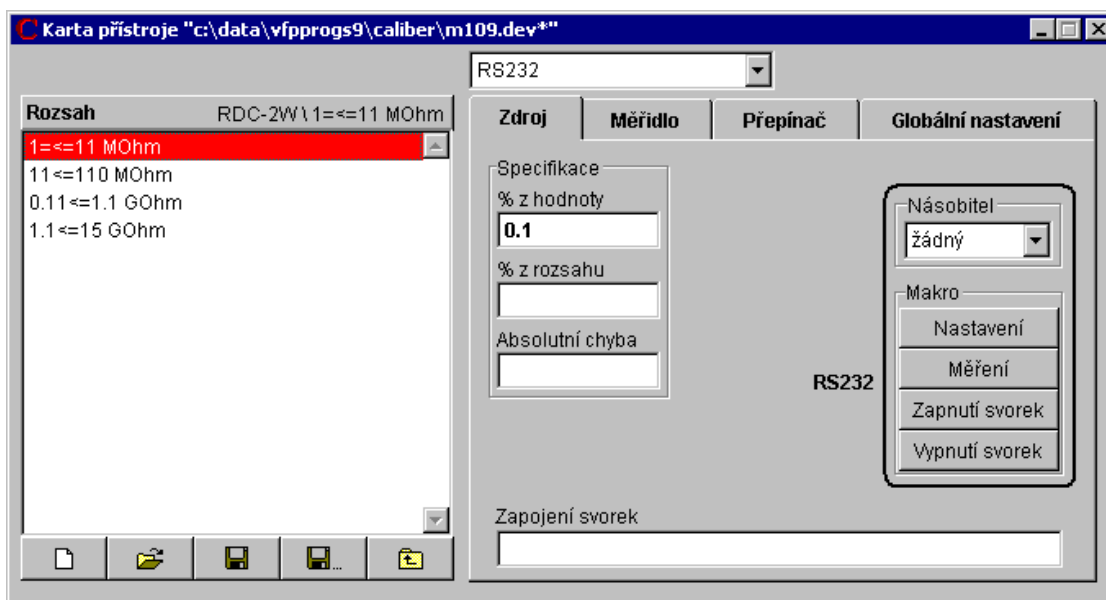 Karta přístroje "c:\data\vfpprogs9\caliber\m109.dev*"
RS232
Rozsah RDC-2W\1=<=11 MOhm
1=<=11 MOhm
11<=110 MOhm
0.11<=1.1 GOhm
1.1<=15 GOhm
Zdroj Měřidlo Přepínač Globální nastavení
Specifikace
% z hodnoty
0.1
% z rozsahu
Absolutní chyba
RS232
Násobitel
žádný
Makro
Nastavení
Měření
Zapnutí svorek
Vypnutí svorek
Zapojení svorek